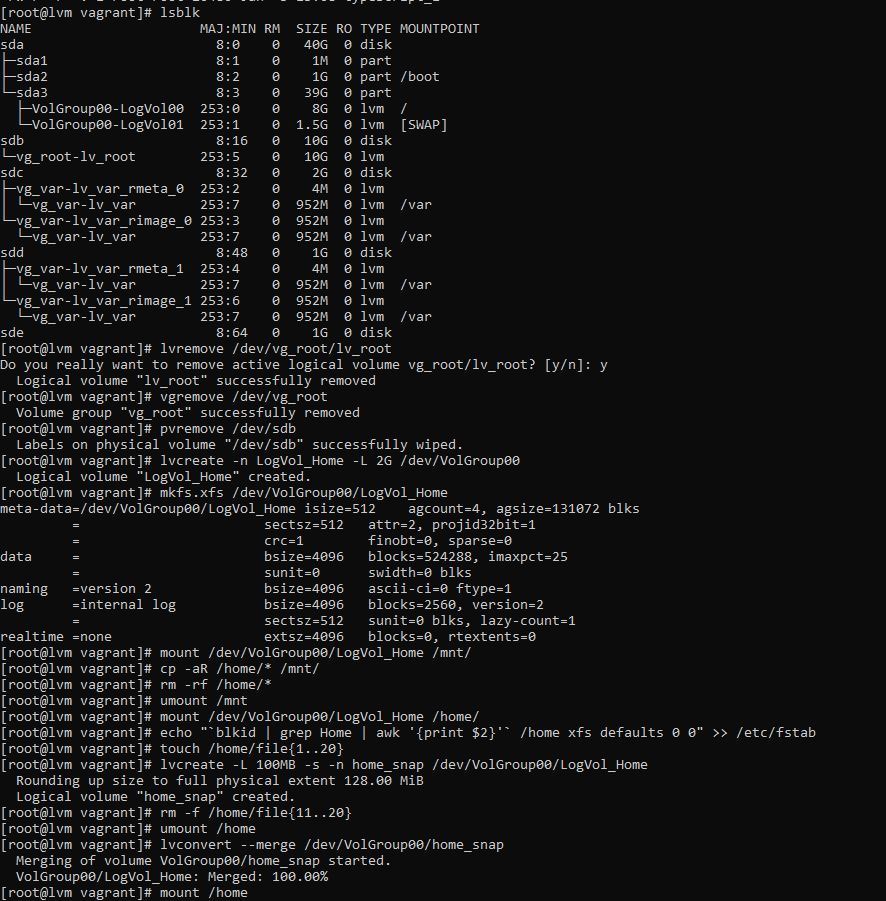 [root@lvm vagrant]# lsblk
NAME                     MAJ:MIN RM  SIZE RO TYPE MOUNTPOINT
sda                        8:0    0   40G  0 disk
├─sda1                     8:1    0    1M  0 part
├─sda2                     8:2    0    1G  0 part /boot
└─sda3                     8:3    0   39G  0 part
  ├─VolGroup00-LogVol00  253:0    0    8G  0 lvm  /
  └─VolGroup00-LogVol01  253:1    0  1.5G  0 lvm  [SWAP]
sdb                        8:16   0   10G  0 disk
└─vg_root-lv_root        253:5    0   10G  0 lvm
sdc                        8:32   0    2G  0 disk
├─vg_var-lv_var_rmeta_0  253:2    0    4M  0 lvm
│ └─vg_var-lv_var        253:7    0  952M  0 lvm  /var
└─vg_var-lv_var_rimage_0 253:3    0  952M  0 lvm
  └─vg_var-lv_var        253:7    0  952M  0 lvm  /var
sdd                        8:48   0    1G  0 disk
├─vg_var-lv_var_rmeta_1  253:4    0    4M  0 lvm
│ └─vg_var-lv_var        253:7    0  952M  0 lvm  /var
└─vg_var-lv_var_rimage_1 253:6    0  952M  0 lvm
  └─vg_var-lv_var        253:7    0  952M  0 lvm  /var
sde                        8:64   0    1G  0 disk
[root@lvm vagrant]# lvremove /dev/vg_root/lv_root
Do you really want to remove active logical volume vg_root/lv_root? [y/n]: y
  Logical volume "lv_root" successfully removed
[root@lvm vagrant]# vgremove /dev/vg_root
  Volume group "vg_root" successfully removed
[root@lvm vagrant]# pvremove /dev/sdb
  Labels on physical volume "/dev/sdb" successfully wiped.
[root@lvm vagrant]# lvcreate -n LogVol_Home -L 2G /dev/VolGroup00
  Logical volume "LogVol_Home" created.
[root@lvm vagrant]# mkfs.xfs /dev/VolGroup00/LogVol_Home
meta-data=/dev/VolGroup00/LogVol_Home isize=512    agcount=4, agsize=131072 blks
         =                       sectsz=512   attr=2, projid32bit=1
         =                       crc=1        finobt=0, sparse=0
data     =                       bsize=4096   blocks=524288, imaxpct=25
         =                       sunit=0      swidth=0 blks
naming   =version 2              bsize=4096   ascii-ci=0 ftype=1
log      =internal log           bsize=4096   blocks=2560, version=2
         =                       sectsz=512   sunit=0 blks, lazy-count=1
realtime =none                   extsz=4096   blocks=0, rtextents=0
[root@lvm vagrant]# mount /dev/VolGroup00/LogVol_Home /mnt/
[root@lvm vagrant]# cp -aR /home/* /mnt/
[root@lvm vagrant]# rm -rf /home/*
[root@lvm vagrant]# umount /mnt
[root@lvm vagrant]# mount /dev/VolGroup00/LogVol_Home /home/
[root@lvm vagrant]# echo "`blkid | grep Home | awk '{print $2}'` /home xfs defaults 0 0" >> /etc/fstab
[root@lvm vagrant]# touch /home/file{1..20}
[root@lvm vagrant]# lvcreate -L 100MB -s -n home_snap /dev/VolGroup00/LogVol_Home
  Rounding up size to full physical extent 128.00 MiB
  Logical volume "home_snap" created.
[root@lvm vagrant]# rm -f /home/file{11..20}
[root@lvm vagrant]# umount /home
[root@lvm vagrant]# lvconvert --merge /dev/VolGroup00/home_snap
  Merging of volume VolGroup00/home_snap started.
  VolGroup00/LogVol_Home: Merged: 100.00%
[root@lvm vagrant]# mount /home